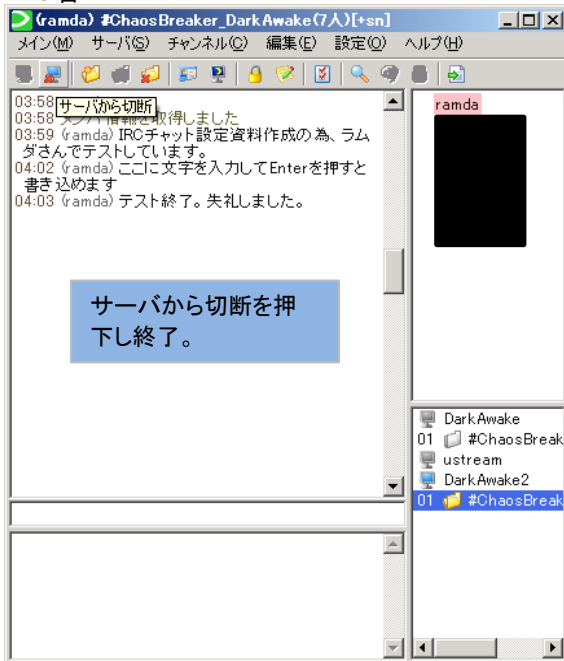 (ramda) #ChaosBreaker_DarkAwake(7人)[+sn]
メイン(M) サーバ(S) チャンネル(C) 編集(E) 設定(O) ヘルプ(H)
03:58
サーバから切断
03:58 メンバ情報を取得しました
03:59 (ramda) IRCチャット設定資料作成の為、ラム
ダさんでテストしています。
04:02 (ramda) ここに文字を入力してEnterを押すと
書き込めます
04:03 (ramda) テスト終了。失礼しました。
ramda
サーバから切断を押
下し終了。
DarkAwake
01 #ChaosBreak
ustream
DarkAwake2
01 #ChaosBreak